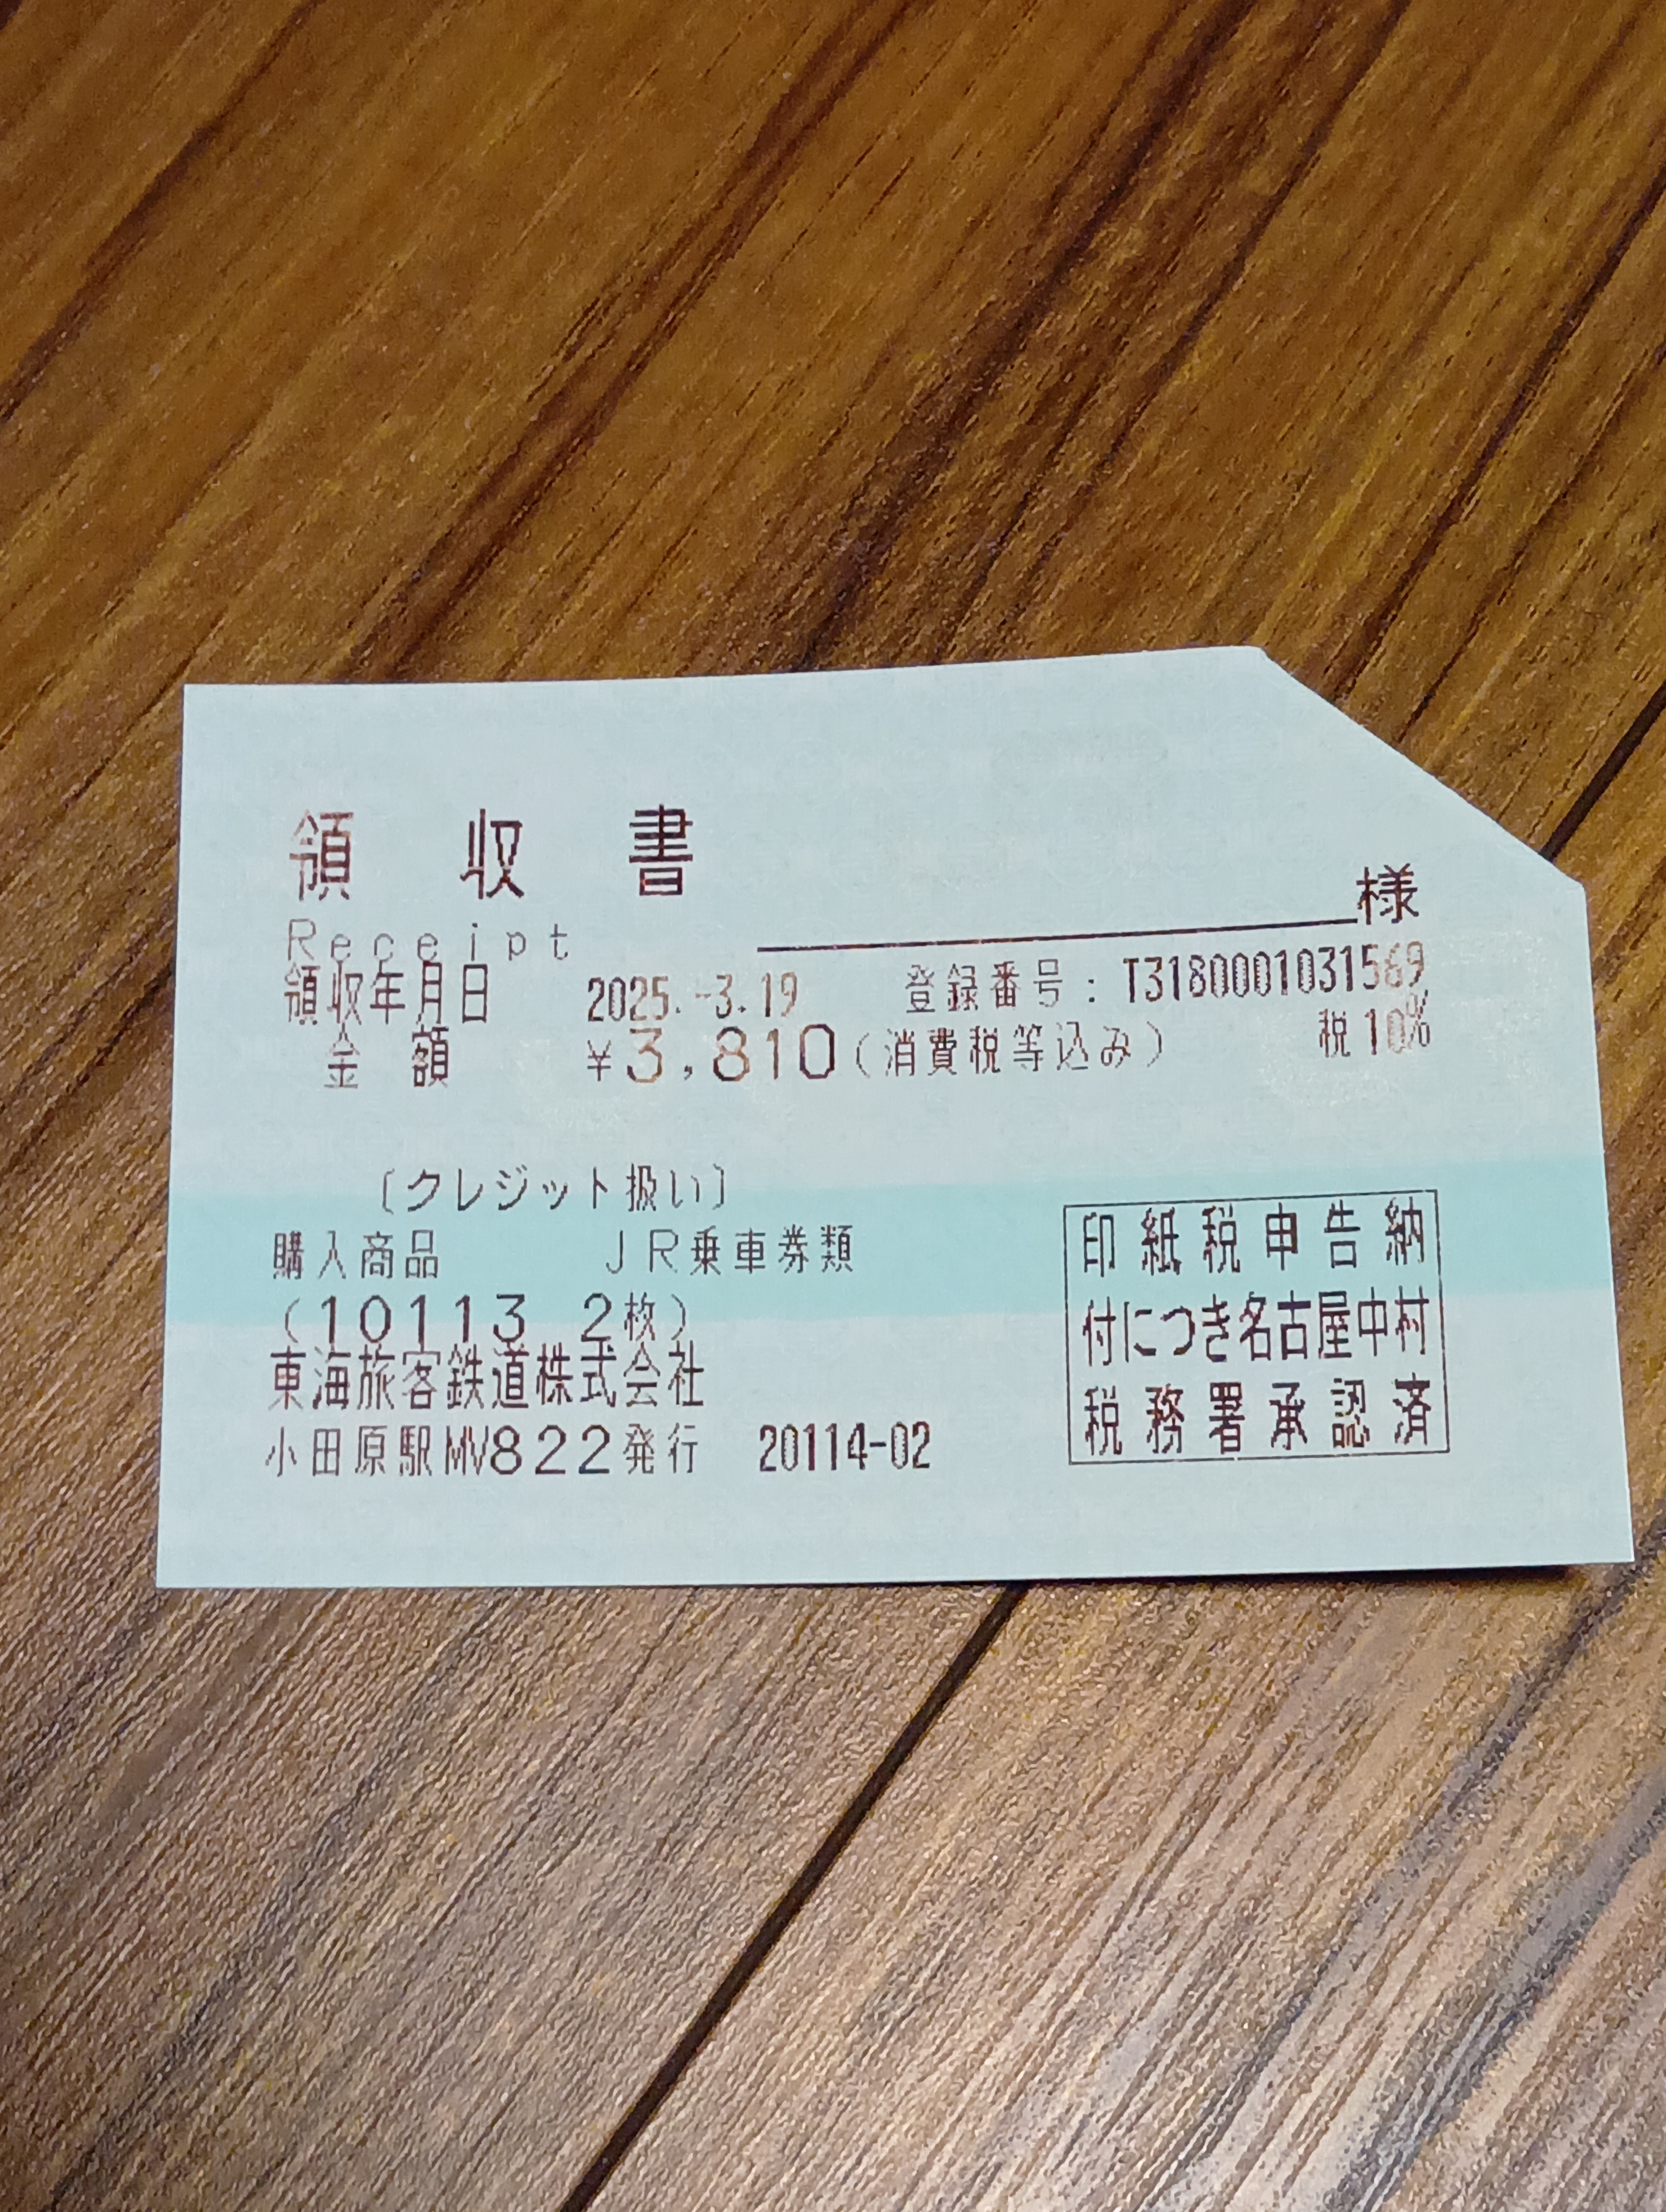 領収書
様
Receipt
領収年月日 2025.-3.19 登録番号：T3180001031569
金額 ¥3,810(消費税等込み) 税10%
〔クレジット扱い〕
購入商品 JR乗車券類
(10113 2枚)
東海旅客鉄道株式会社
小田原駅MV822発行 20114-02
印紙税申告納
付につき名古屋中村
税務署承認済